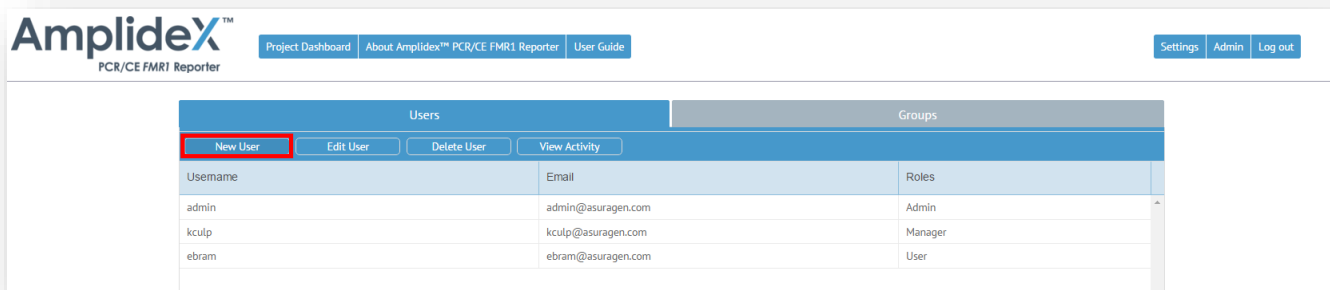 AmplideX™
PCR/CE FMR1 Reporter
Project Dashboard About Amplidex™ PCR/CE FMR1 Reporter User Guide
Settings Admin Log out
Users Groups
New User Edit User Delete User View Activity
Username Email Roles
admin admin@asuragen.com Admin
kculp kculp@asuragen.com Manager
ebram ebram@asuragen.com User